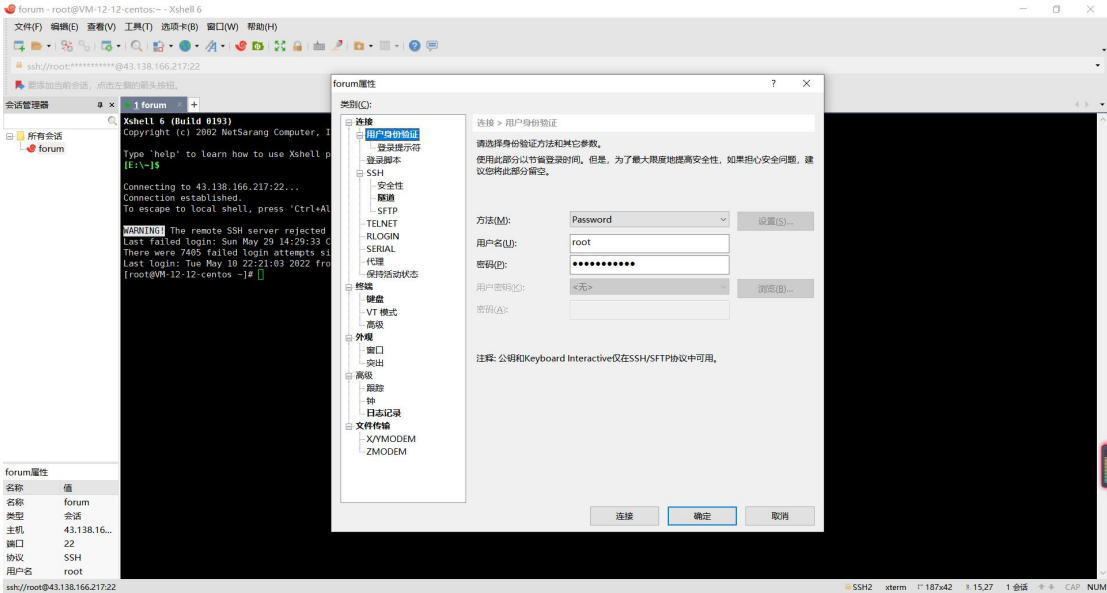 forum - root@VM-12-12-centos:~ - Xshell 6
文件(F) 编辑(E) 查看(V) 工具(T) 选项卡(B) 窗口(W) 帮助(H)
ssh://root:***********@43.138.166.217:22
要添加当前会话，点击左侧的箭头按钮。
会话管理器
所有会话
forum
forum属性
名称 值
名称 forum
类型 会话
主机 43.138.16...
端口 22
协议 SSH
用户名 root
1 forum
Xshell 6 (Build 0193)
Copyright (c) 2002 NetSarang Computer, I
Type `help' to learn how to use Xshell p
[E:\~]$
Connecting to 43.138.166.217:22...
Connection established.
To escape to local shell, press 'Ctrl+Al
WARNING! The remote SSH server rejected
Last failed login: Sun May 29 14:29:33 C
There were 7405 failed login attempts si
Last login: Tue May 10 22:21:03 2022 fro
[root@VM-12-12-centos ~]#
forum属性
类别(C):
连接
用户身份验证
登录提示符
登录脚本
SSH
安全性
隧道
SFTP
TELNET
RLOGIN
SERIAL
代理
保持活动状态
终端
键盘
VT 模式
高级
外观
窗口
突出
高级
跟踪
钟
日志记录
文件传输
X/YMODEM
ZMODEM
连接 > 用户身份验证
请选择身份验证方法和其它参数。
使用此部分以节省登录时间。但是，为了最大限度地提高安全性，如果担心安全问题，建
议您将此部分留空。
方法(M): Password 设置(S)...
用户名(U): root
密码(P): ●●●●●●●●●●●
用户密钥(K): <无> 浏览(B)...
密码(A):
注释: 公钥和Keyboard Interactive仅在SSH/SFTP协议中可用。
连接 确定 取消
ssh://root@43.138.166.217:22 SSH2 xterm 187x42 15,27 1 会话 CAP NUM